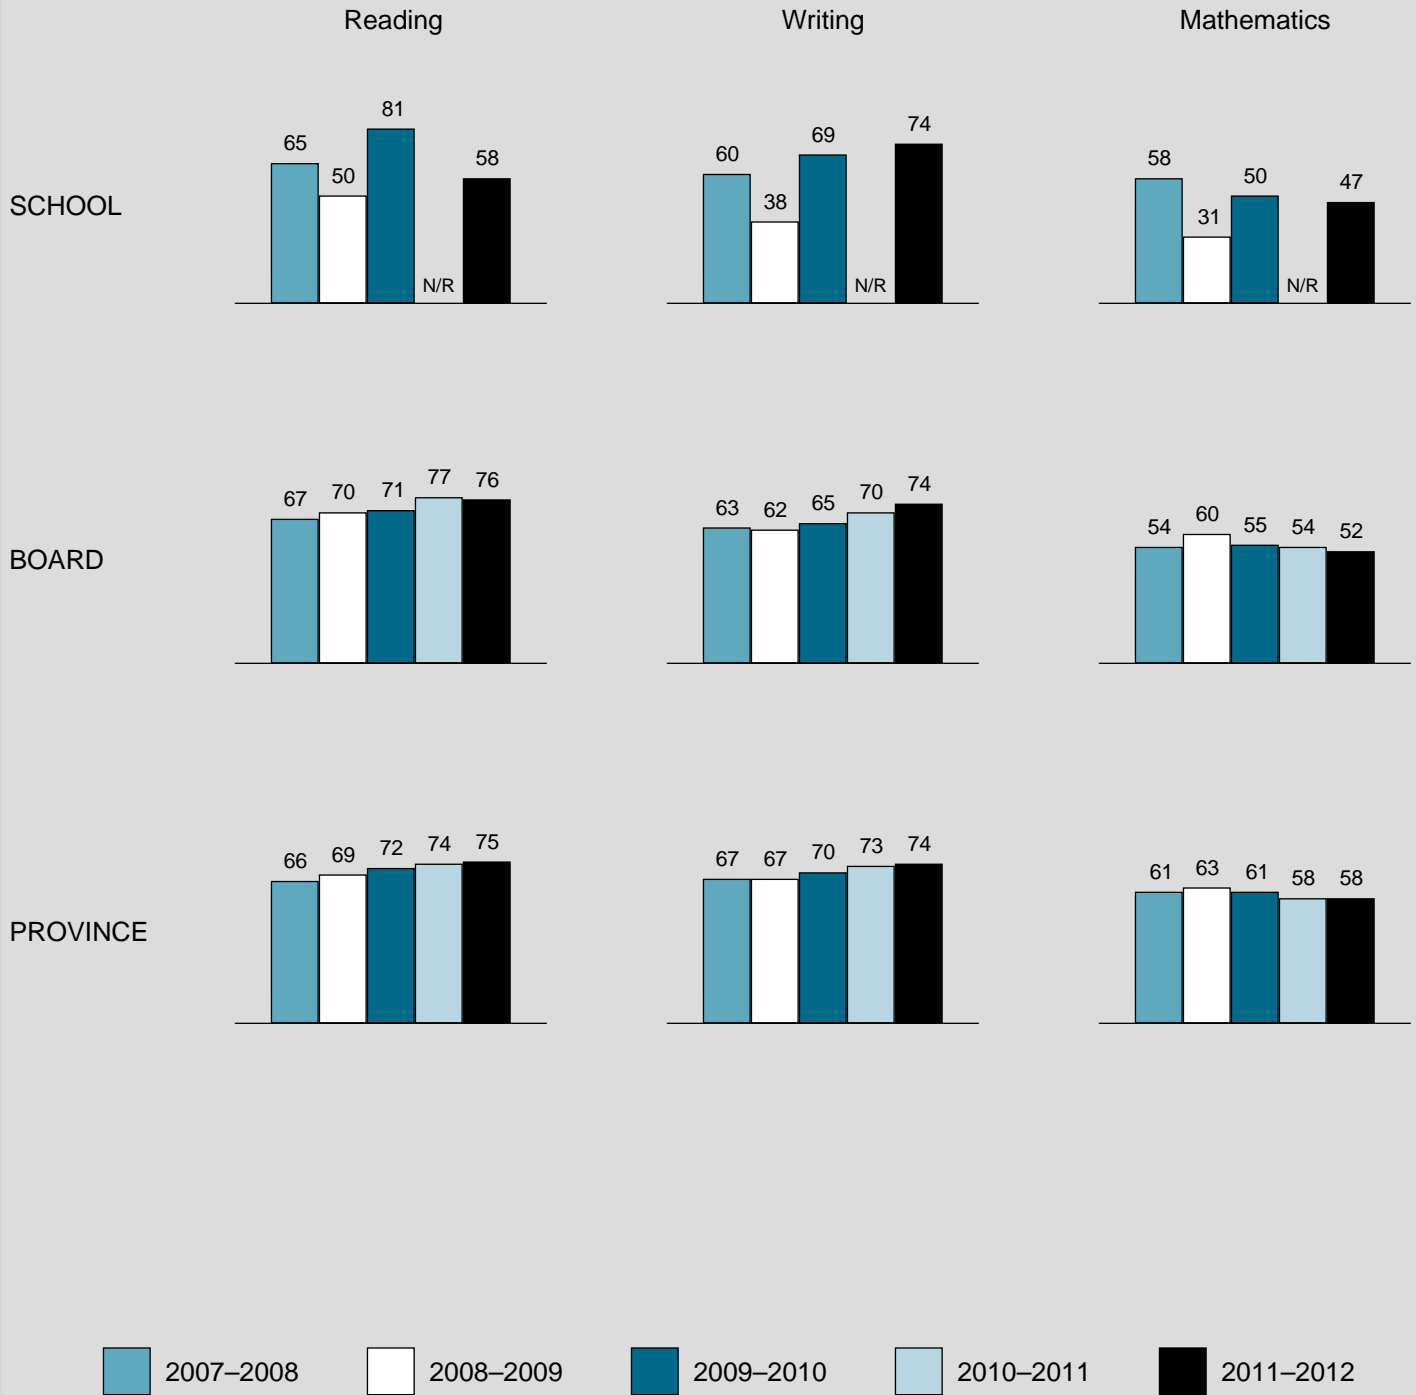 Reading Writing Mathematics
SCHOOL
65 50 81 N/R 58
60 38 69 N/R 74
58 31 50 N/R 47
BOARD
67 70 71 77 76
63 62 65 70 74
54 60 55 54 52
PROVINCE
66 69 72 74 75
67 67 70 73 74
61 63 61 58 58
2007–2008 2008–2009 2009–2010 2010–2011 2011–2012